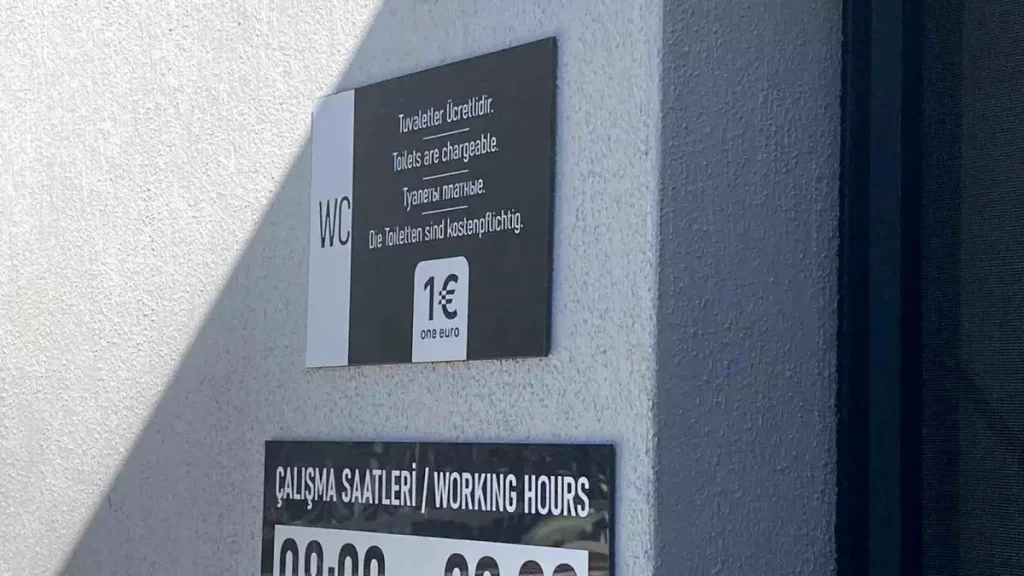 WC
Tuvaletler Ücretlidir.
Toilets are chargeable.
Туалеты платные.
Die Toiletten sind kostenpflichtig.
1€
one euro
ÇALIŞMA SAATLERİ / WORKING HOURS